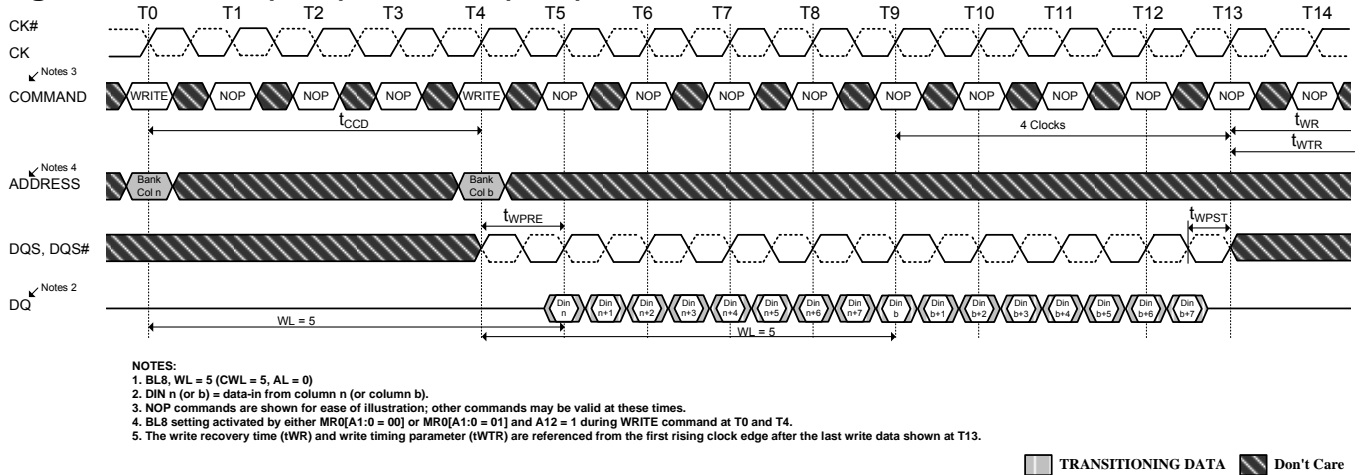 T0 T1 T2 T3 T4 T5 T6 T7 T8 T9 T10 T11 T12 T13 T14
CK#
CK
Notes 3
COMMAND
WRITE NOP NOP NOP WRITE NOP NOP NOP NOP NOP NOP NOP NOP NOP NOP
tCCD
4 Clocks
tWR
tWTR
Notes 4
ADDRESS
Bank Bank
Col n Col b
tWPRE
tWPST
DQS, DQS#
Notes 2
DQ
Din Din Din Din Din Din Din Din Din Din Din Din Din Din Din Din
n n+1 n+2 n+3 n+4 n+5 n+6 n+7 b b+1 b+2 b+3 b+4 b+5 b+6 b+7
WL = 5
WL = 5
NOTES:
1. BL8, WL = 5 (CWL = 5, AL = 0)
2. DIN n (or b) = data-in from column n (or column b).
3. NOP commands are shown for ease of illustration; other commands may be valid at these times.
4. BL8 setting activated by either MR0[A1:0 = 00] or MR0[A1:0 = 01] and A12 = 1 during WRITE command at T0 and T4.
5. The write recovery time (tWR) and write timing parameter (tWTR) are referenced from the first rising clock edge after the last write data shown at T13.
TRANSITIONING DATA Don't Care